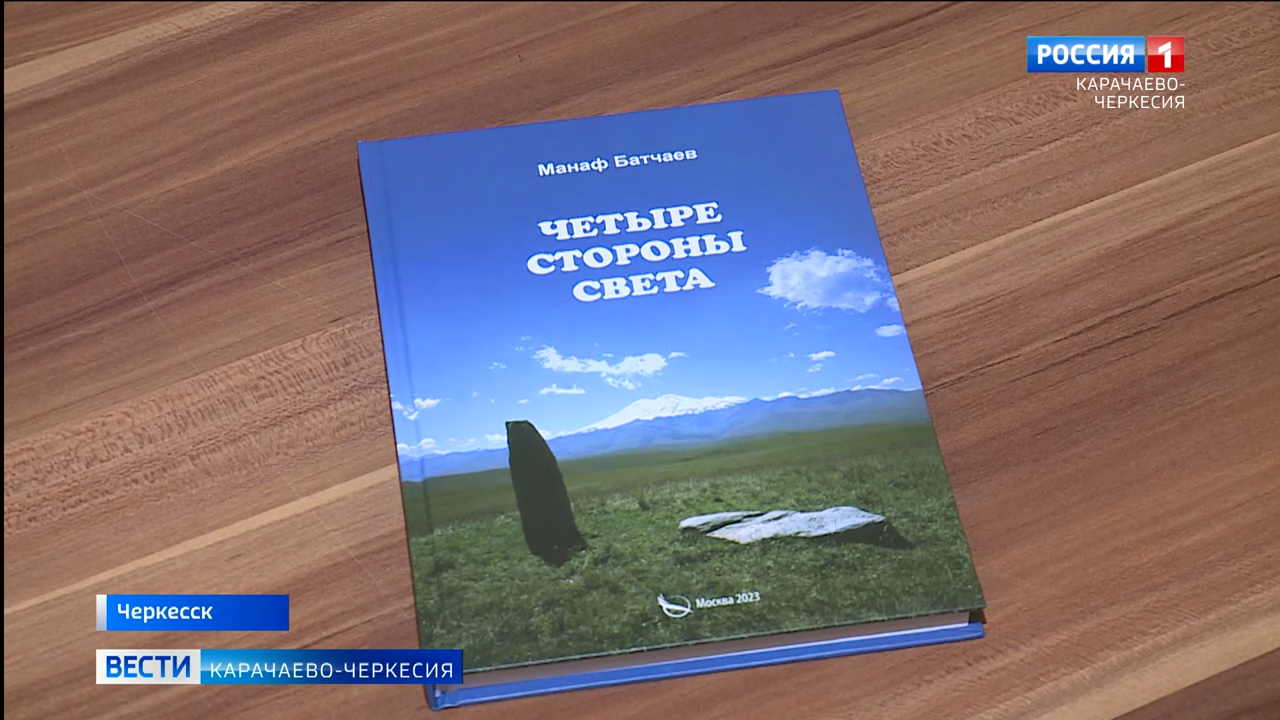 РОССИЯ 1
КАРАЧАЕВО-
ЧЕРКЕСИЯ
Манаф Батчаев
ЧЕТЫРЕ
СТОРОНЫ
СВЕТА
Москва 2023
Черкесск
ВЕСТИ КАРАЧАЕВО-ЧЕРКЕСИЯ